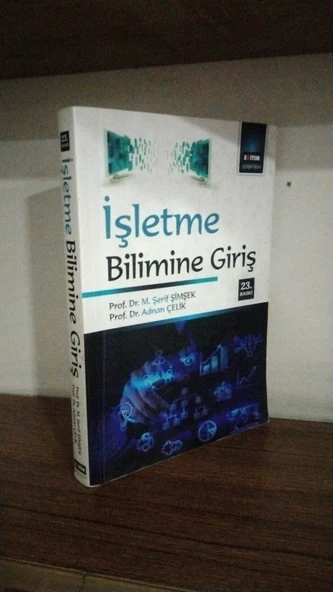 EĞİTİM
İşletme
Bilimine Giriş
23.
BASKI
Prof. Dr. M. Şerif ŞİMŞEK
Prof. Dr. Adnan ÇELİK
İşletme Bilimine Giriş